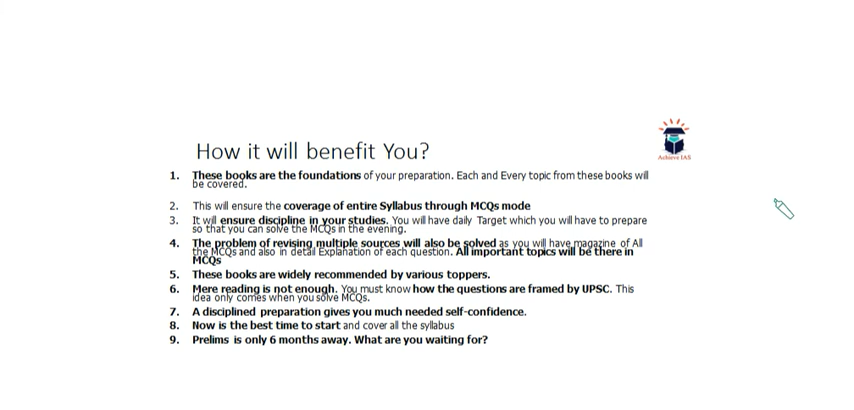 How it will benefit You?
Achieve IAS
1. These books are the foundations of your preparation. Each and Every topic from these books will
be covered.
2. This will ensure the coverage of entire Syllabus through MCQs mode
3. It will ensure discipline in your studies. You will have daily Target which you will have to prepare
so that you can solve the MCQs in the evening.
4. The problem of revising multiple sources will also be solved as you will have magazine of All
the MCQs and also in detail Explanation of each question. All important topics will be there in
MCQs
5. These books are widely recommended by various toppers.
6. Mere reading is not enough. You must know how the questions are framed by UPSC. This
idea only comes when you solve MCQs.
7. A disciplined preparation gives you much needed self-confidence.
8. Now is the best time to start and cover all the syllabus
9. Prelims is only 6 months away. What are you waiting for?